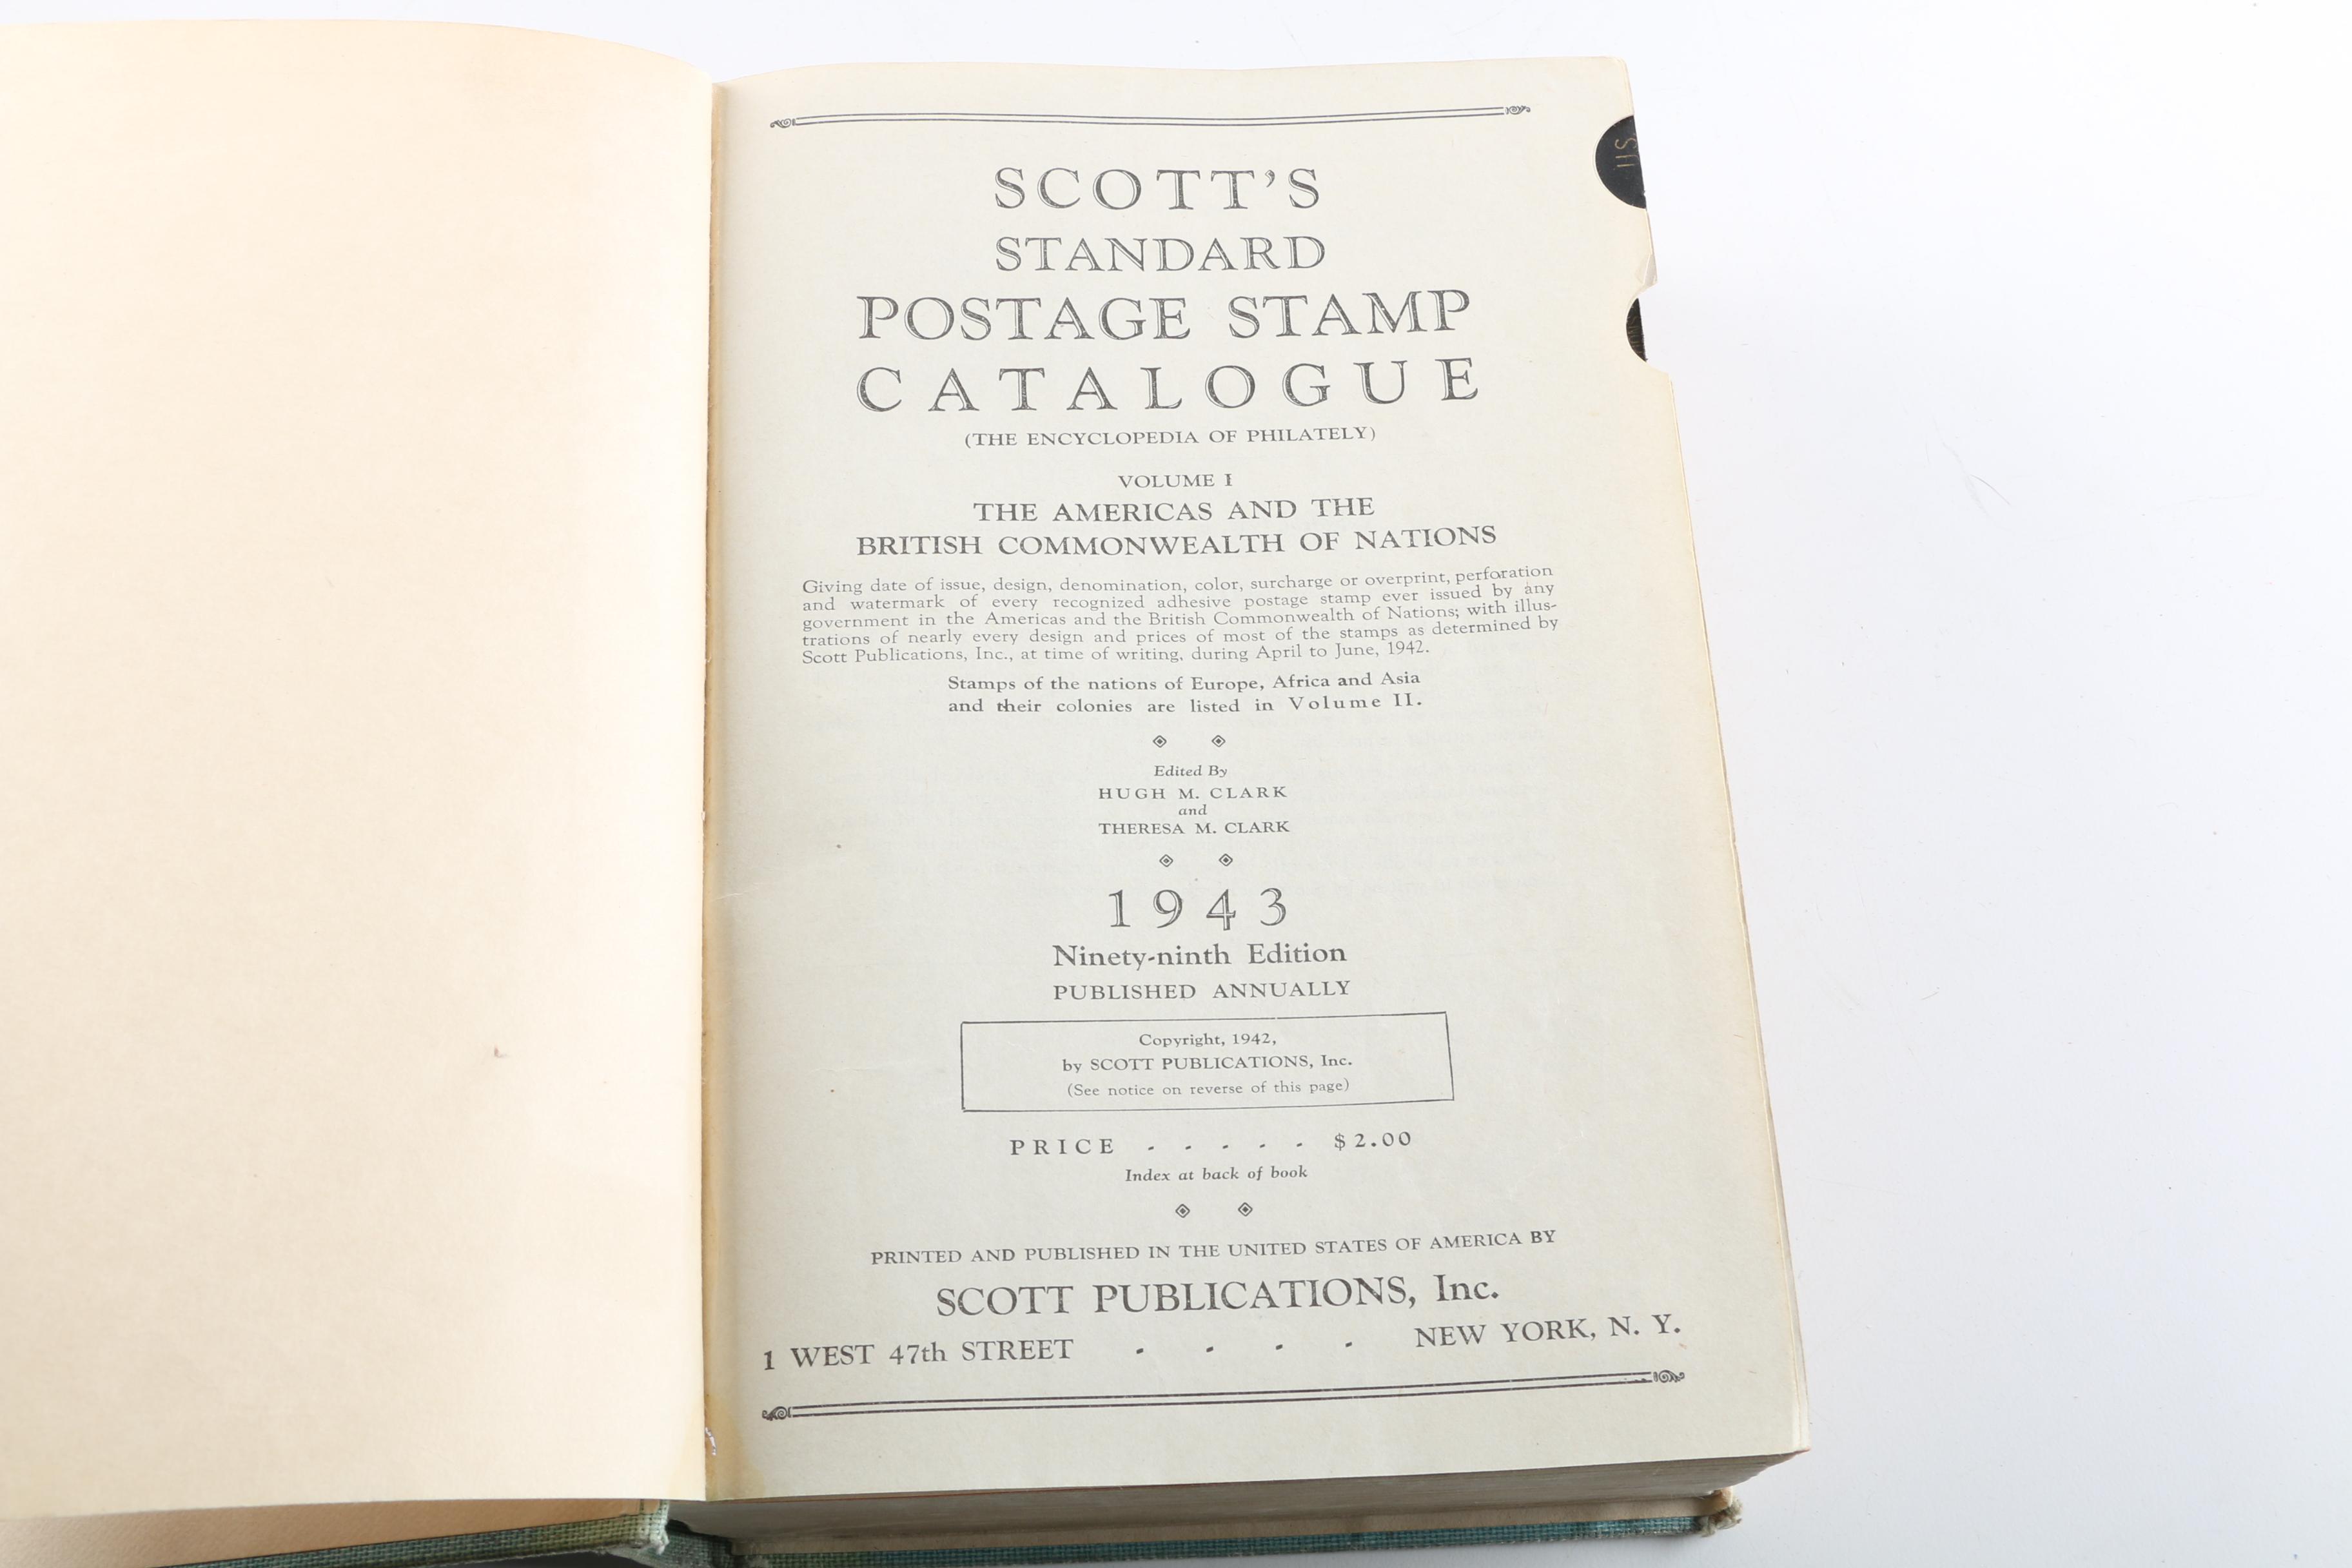 U.S.
SCOTT'S
STANDARD
POSTAGE STAMP
CATALOGUE
(THE ENCYCLOPEDIA OF PHILATELY)
VOLUME I
THE AMERICAS AND THE
BRITISH COMMONWEALTH OF NATIONS
Giving date of issue, design, denomination, color, surcharge or overprint, perforation
and watermark of every recognized adhesive postage stamp ever issued by any
government in the Americas and the British Commonwealth of Nations; with illus-
trations of nearly every design and prices of most of the stamps as determined by
Scott Publications, Inc., at time of writing, during April to June, 1942.
Stamps of the nations of Europe, Africa and Asia
and their colonies are listed in Volume II.
Edited By
HUGH M. CLARK
and
THERESA M. CLARK
1943
Ninety-ninth Edition
PUBLISHED ANNUALLY
Copyright, 1942,
by SCOTT PUBLICATIONS, Inc.
(See notice on reverse of this page)
PRICE . . . . . $2.00
Index at back of book
PRINTED AND PUBLISHED IN THE UNITED STATES OF AMERICA BY
SCOTT PUBLICATIONS, Inc.
1 WEST 47th STREET . . . . NEW YORK, N. Y.